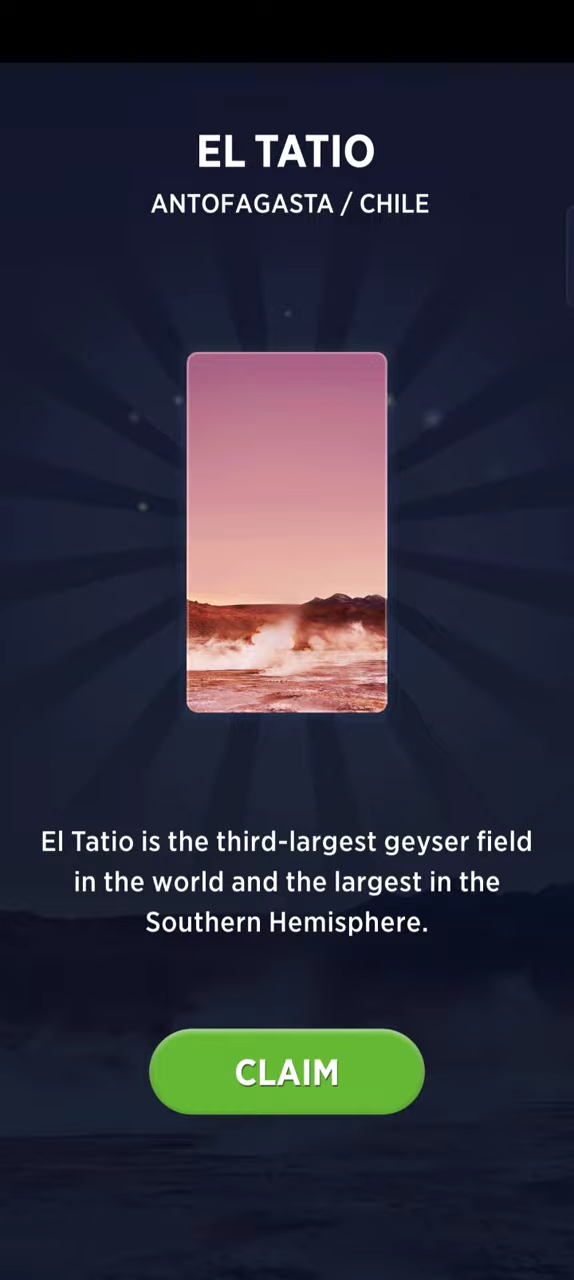 EL TATIO
ANTOFAGASTA / CHILE
El Tatio is the third-largest geyser field
in the world and the largest in the
Southern Hemisphere.
CLAIM